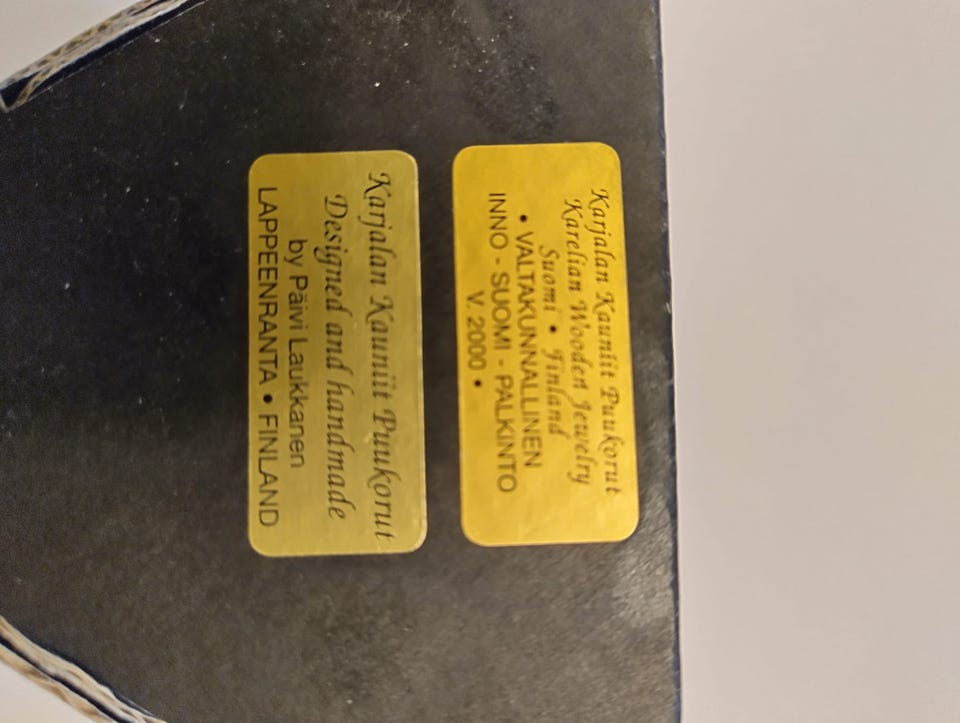 Karjalan Kauniit Puukorut
Karelian Wooden Jewelry
Suomi • Finland
• VALTAKUNNALLINEN
INNO - SUOMI - PALKINTO
V. 2000 •
Karjalan Kauniit Puukorut
Designed and handmade
by Päivi Laukkanen
LAPPEENRANTA • FINLAND